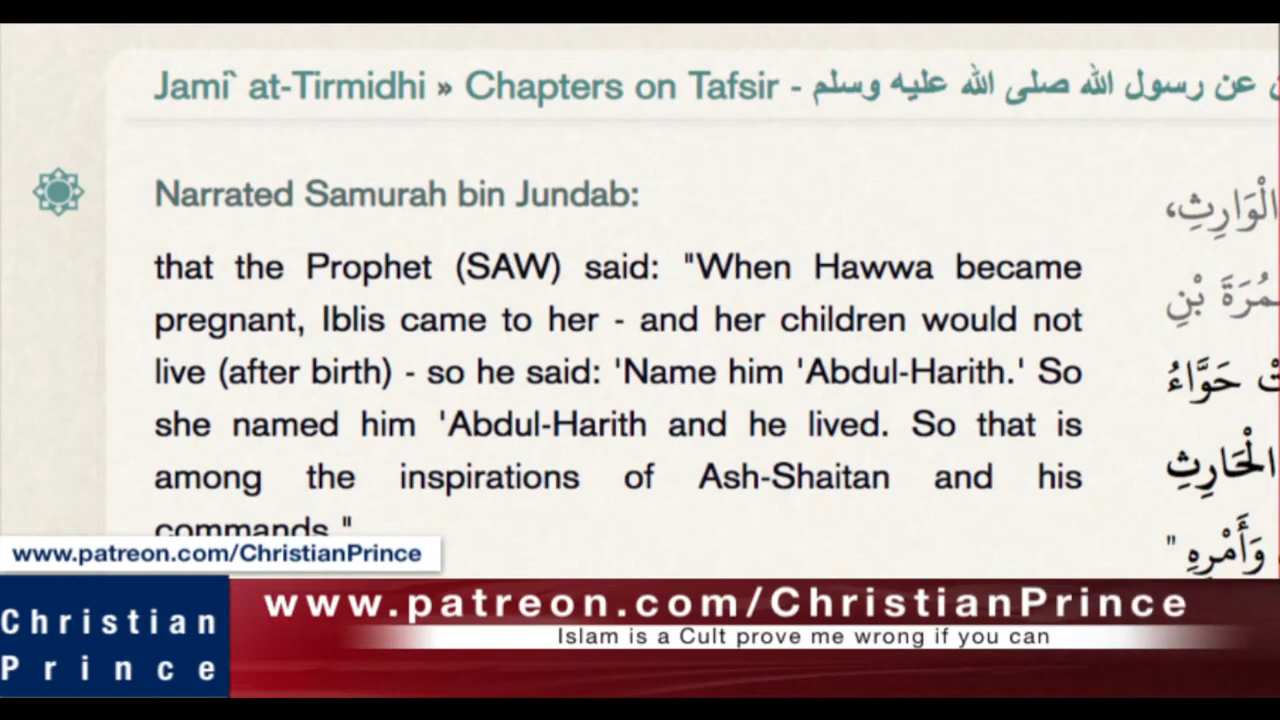 Jami` at-Tirmidhi » Chapters on Tafsir - عن رسول الله صلى الله عليه وسلم
Narrated Samurah bin Jundab:
that the Prophet (SAW) said: "When Hawwa became
pregnant, Iblis came to her - and her children would not
live (after birth) - so he said: 'Name him 'Abdul-Harith.' So
she named him 'Abdul-Harith and he lived. So that is
among the inspirations of Ash-Shaitan and his
commands."
الْوَارِثِ،
سَمُرَةَ بْنِ
حَوَّاءُ
الْحَارِثِ
وَأَمْرِهِ "
www.patreon.com/ChristianPrince
Christian
Prince
www.patreon.com/ChristianPrince
Islam is a Cult prove me wrong if you can